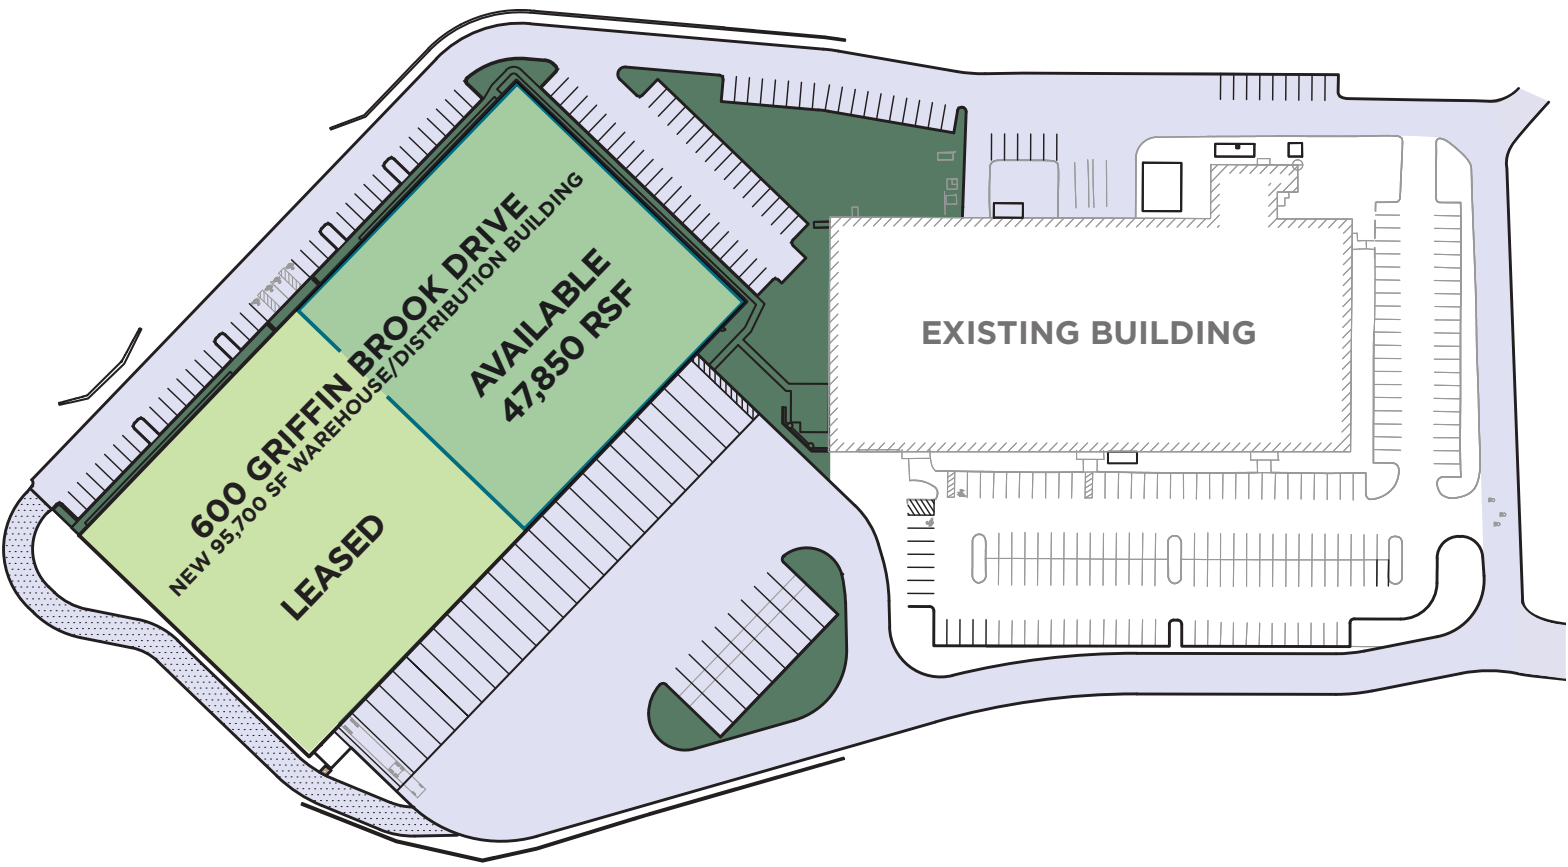 600 GRIFFIN BROOK DRIVE
NEW 95,700 SF WAREHOUSE/DISTRIBUTION BUILDING
AVAILABLE
47,850 RSF
LEASED
EXISTING BUILDING